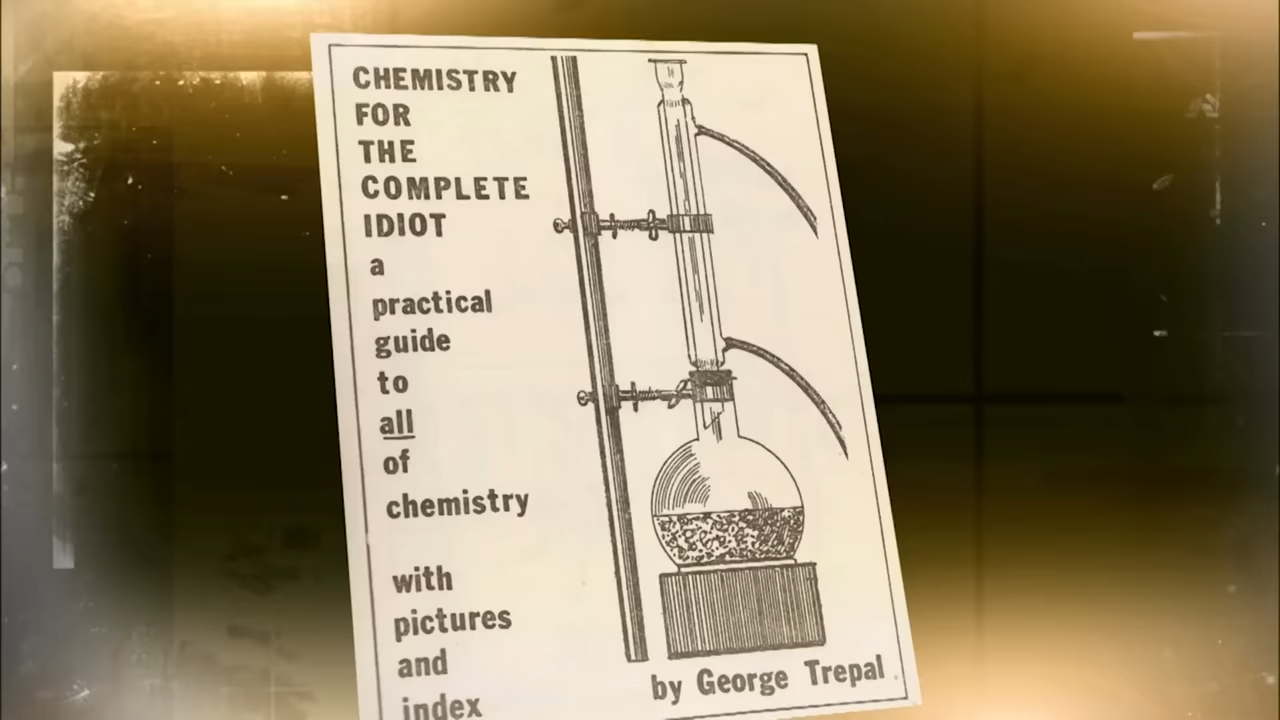 CHEMISTRY
FOR
THE
COMPLETE
IDIOT
a
practical
guide
to
all
of
chemistry
with
pictures
and
index
by George Trepal